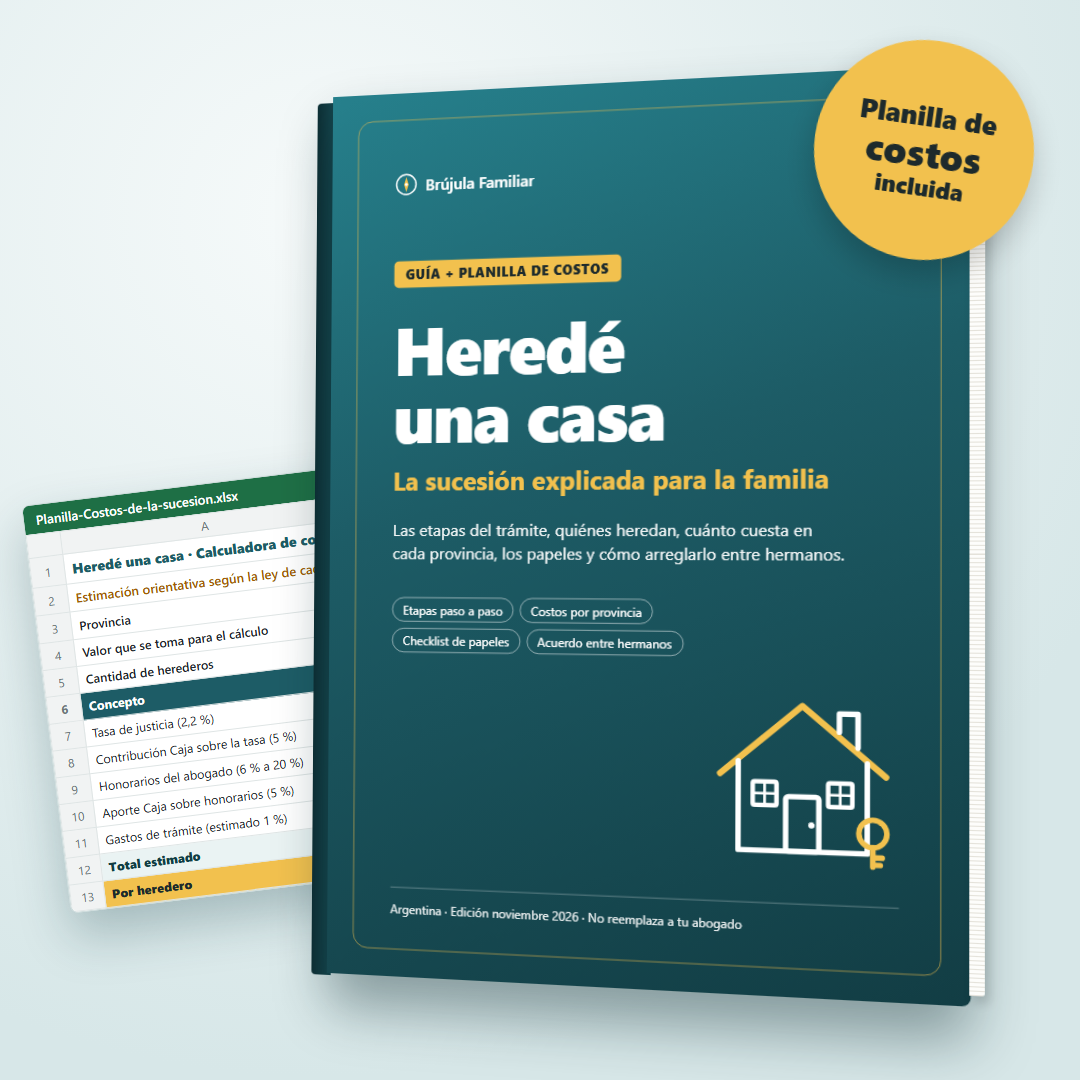 Planilla de
costos
incluida
Brújula Familiar
GUÍA + PLANILLA DE COSTOS
Heredé
una casa
La sucesión explicada para la familia
Las etapas del trámite, quiénes heredan, cuánto cuesta en
cada provincia, los papeles y cómo arreglarlo entre hermanos.
Etapas paso a paso
Costos por provincia
Checklist de papeles
Acuerdo entre hermanos
Argentina · Edición noviembre 2026 · No reemplaza a tu abogado
Planilla-Costos-de-la-sucesion.xlsx
A
1 Heredé una casa · Calculadora de co
2 Estimación orientativa según la ley de ca
3 Provincia
4 Valor que se toma para el cálculo
5 Cantidad de herederos
6 Concepto
7 Tasa de justicia (2,2 %)
8 Contribución Caja sobre la tasa (5 %)
9 Honorarios del abogado (6 % a 20 %)
10 Aporte Caja sobre honorarios (5 %)
11 Gastos de trámite (estimado 1 %)
12 Total estimado
13 Por heredero